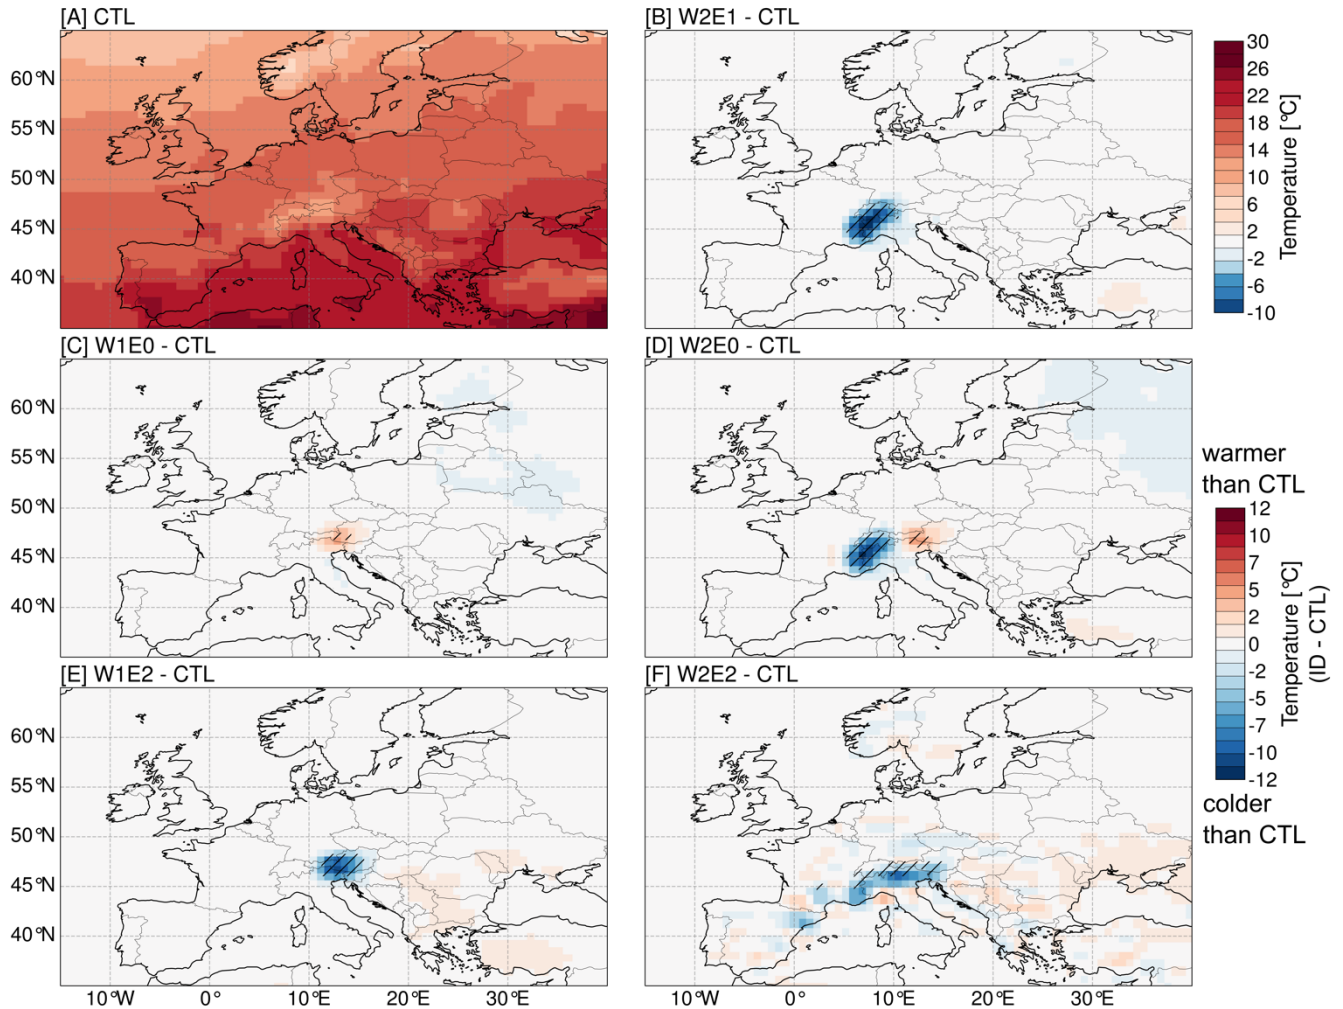 [A] CTL
[B] W2E1 - CTL
60°N
55°N
50°N
45°N
40°N
30
26
22
18
14
10
6
2
-2
-6
-10
Temperature [°C]
[C] W1E0 - CTL
[D] W2E0 - CTL
60°N
55°N
50°N
45°N
40°N
warmer
than CTL
12
10
7
5
2
0
-2
-5
-7
-10
-12
Temperature [°C]
(ID - CTL)
colder
than CTL
[E] W1E2 - CTL
[F] W2E2 - CTL
60°N
55°N
50°N
45°N
40°N
10°W 0° 10°E 20°E 30°E
10°W 0° 10°E 20°E 30°E